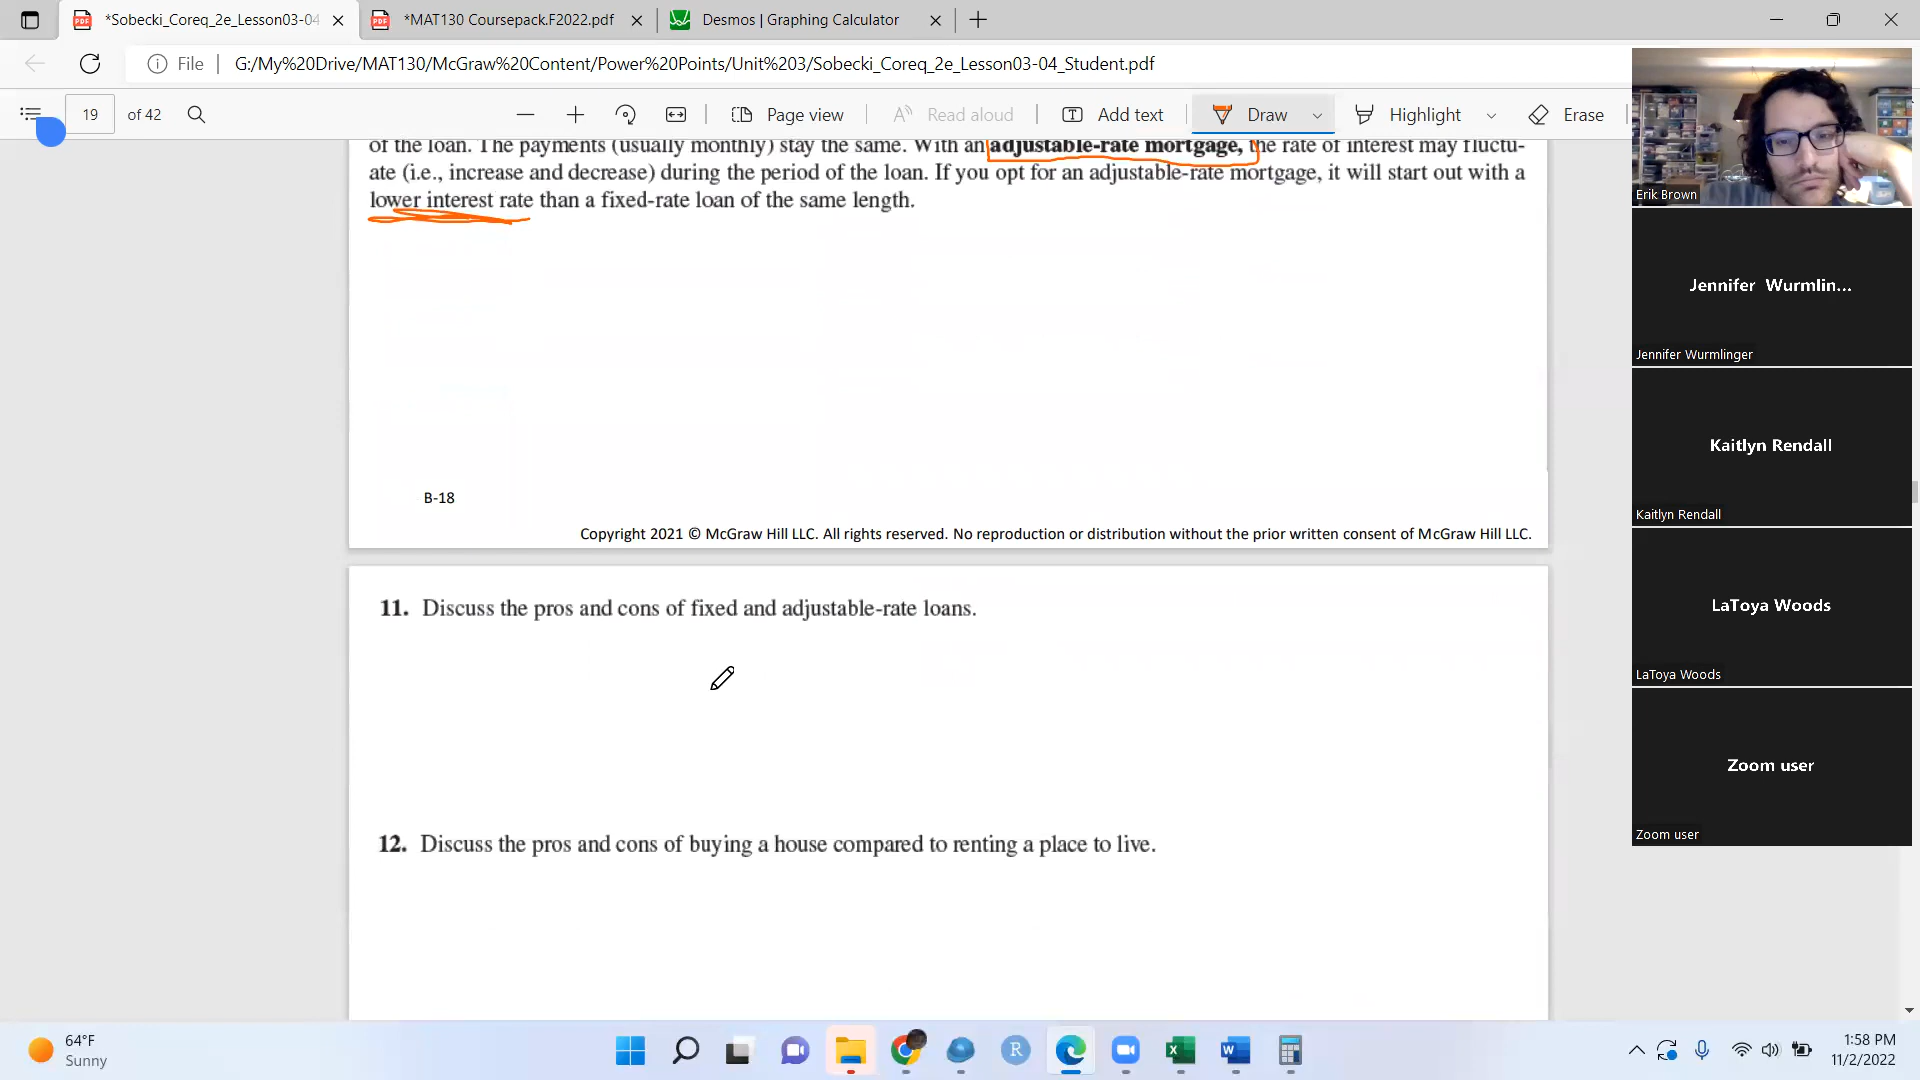 *Sobecki_Coreq_2e_Lesson03-04
*MAT130 Coursepack.F2022.pdf
Desmos | Graphing Calculator
File
G:/My%20Drive/MAT130/McGraw%20Content/Power%20Points/Unit%203/Sobecki_Coreq_2e_Lesson03-04_Student.pdf
19 of 42
Page view
Read aloud
Add text
Draw
Highlight
Erase
of the loan. The payments (usually monthly) stay the same. With an adjustable-rate mortgage, the rate of interest may fluctu-
ate (i.e., increase and decrease) during the period of the loan. If you opt for an adjustable-rate mortgage, it will start out with a
lower interest rate than a fixed-rate loan of the same length.
B-18
Copyright 2021 © McGraw Hill LLC. All rights reserved. No reproduction or distribution without the prior written consent of McGraw Hill LLC.
11. Discuss the pros and cons of fixed and adjustable-rate loans.
12. Discuss the pros and cons of buying a house compared to renting a place to live.
Erik Brown
Jennifer Wurmlin...
Jennifer Wurmlinger
Kaitlyn Rendall
Kaitlyn Rendall
LaToya Woods
LaToya Woods
Zoom user
Zoom user
64°F
Sunny
1:58 PM
11/2/2022